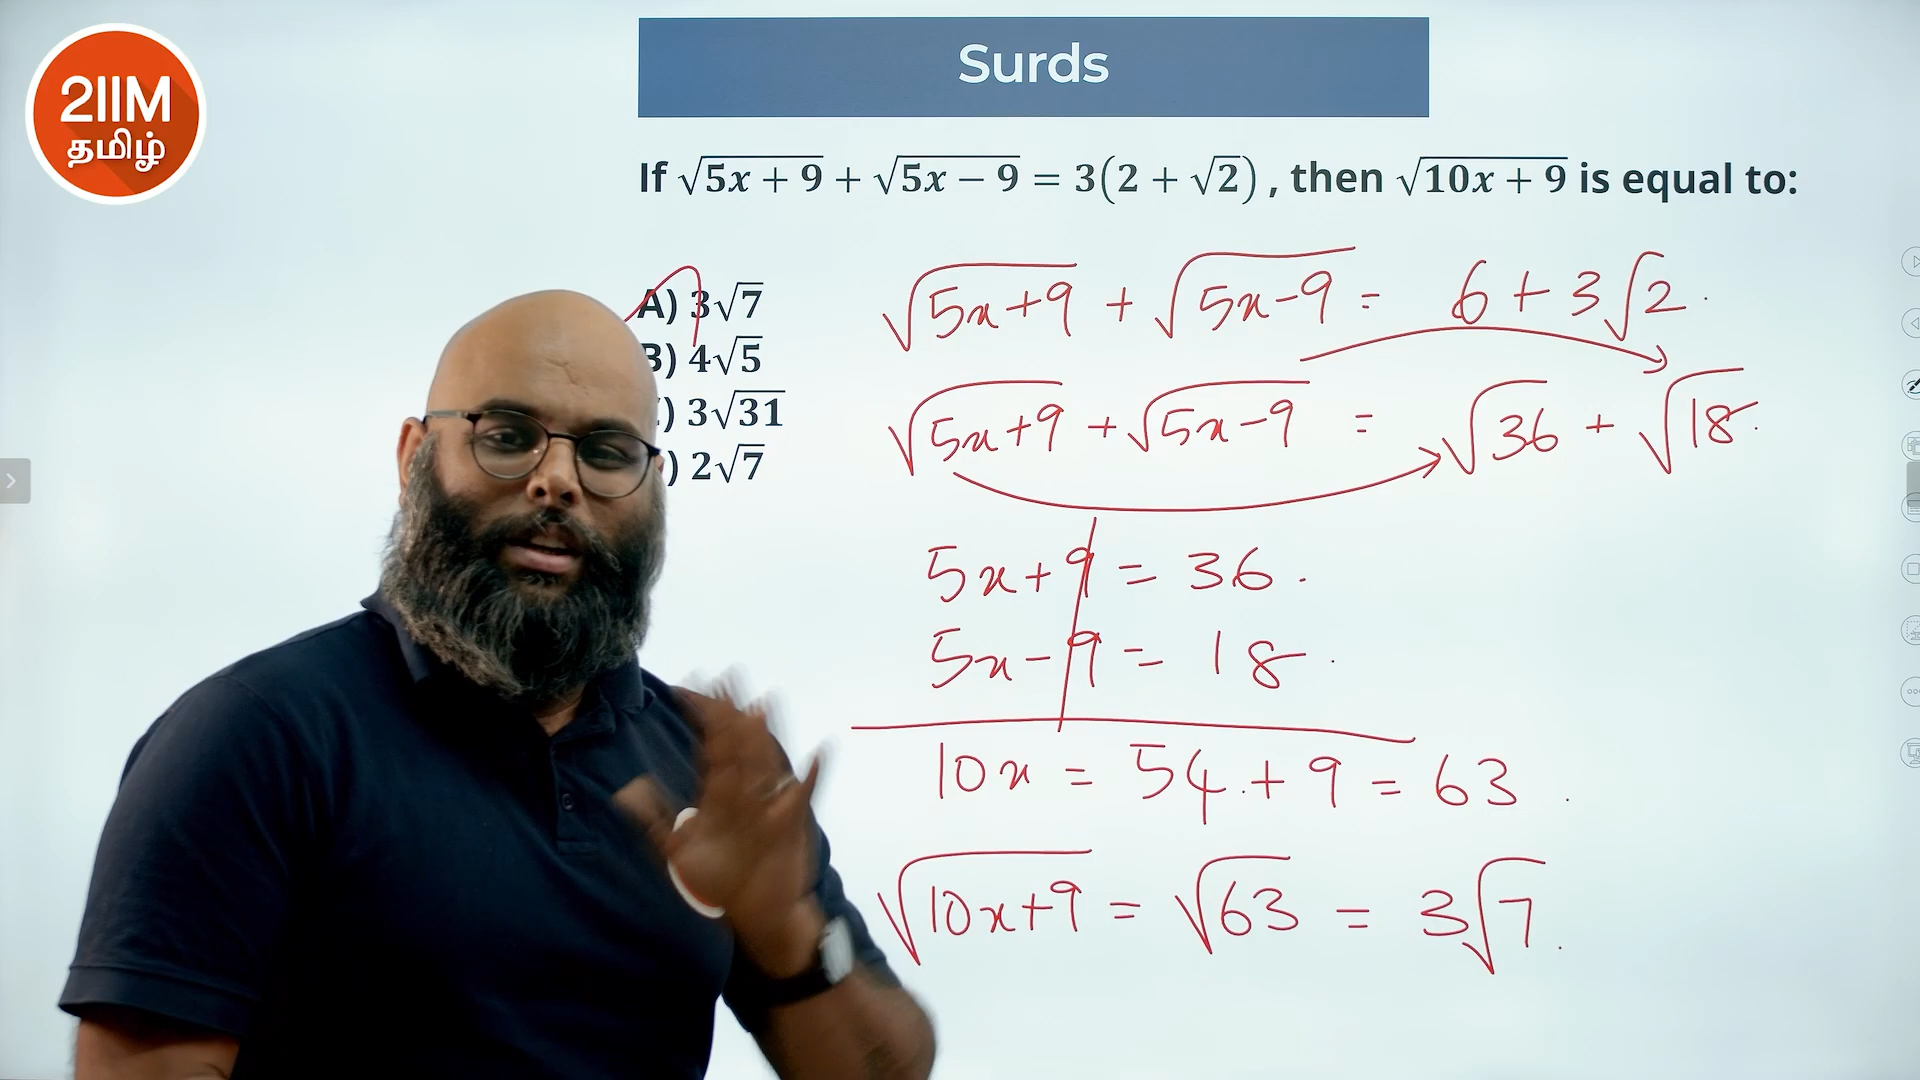 2IIM
தமிழ்
Surds
If √(5x + 9) + √(5x − 9) = 3(2 + √2) , then √(10x + 9) is equal to:
A) 3√7
B) 4√5
) 3√31
) 2√7
√(5x+9) + √(5x-9) = 6 + 3√2
√(5x+9) + √(5x-9) = √36 + √18
5x+9 = 36
5x-9 = 18
10x = 54 + 9 = 63
√(10x+9) = √63 = 3√7